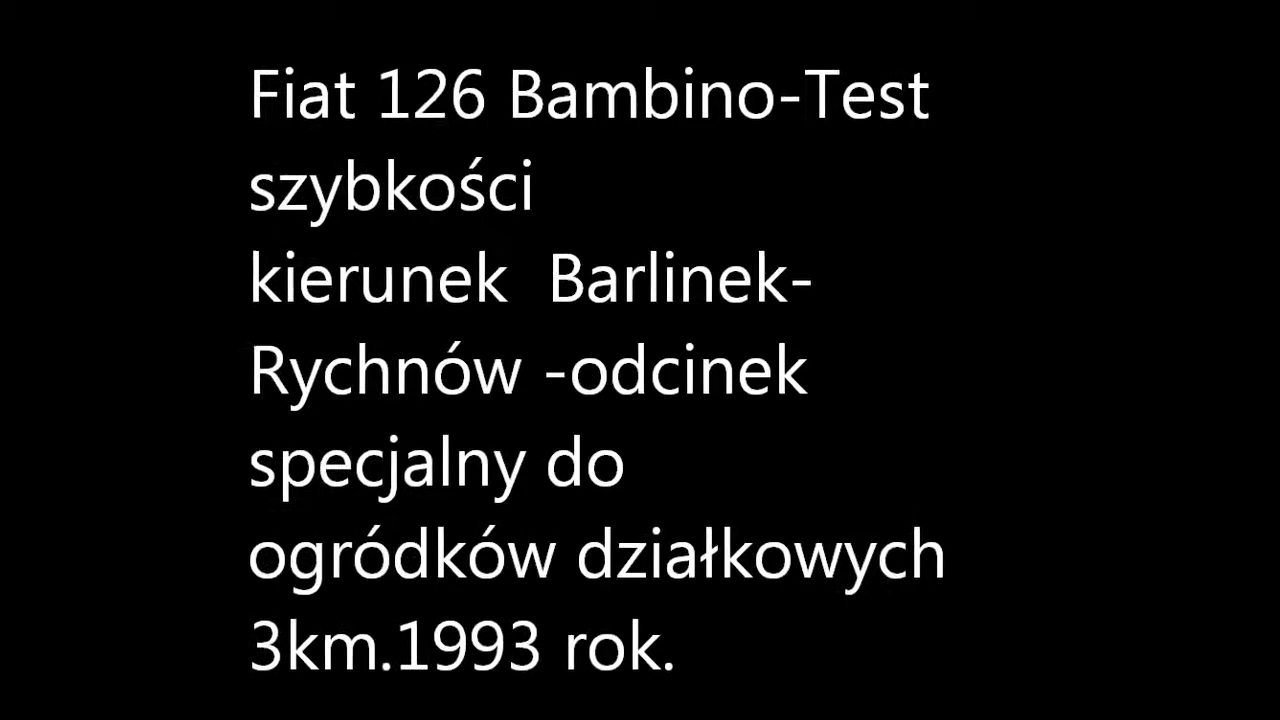 Fiat 126 Bambino-Test
szybkości
kierunek  Barlinek-
Rychnów -odcinek
specjalny do
ogródków działkowych
3km.1993 rok.